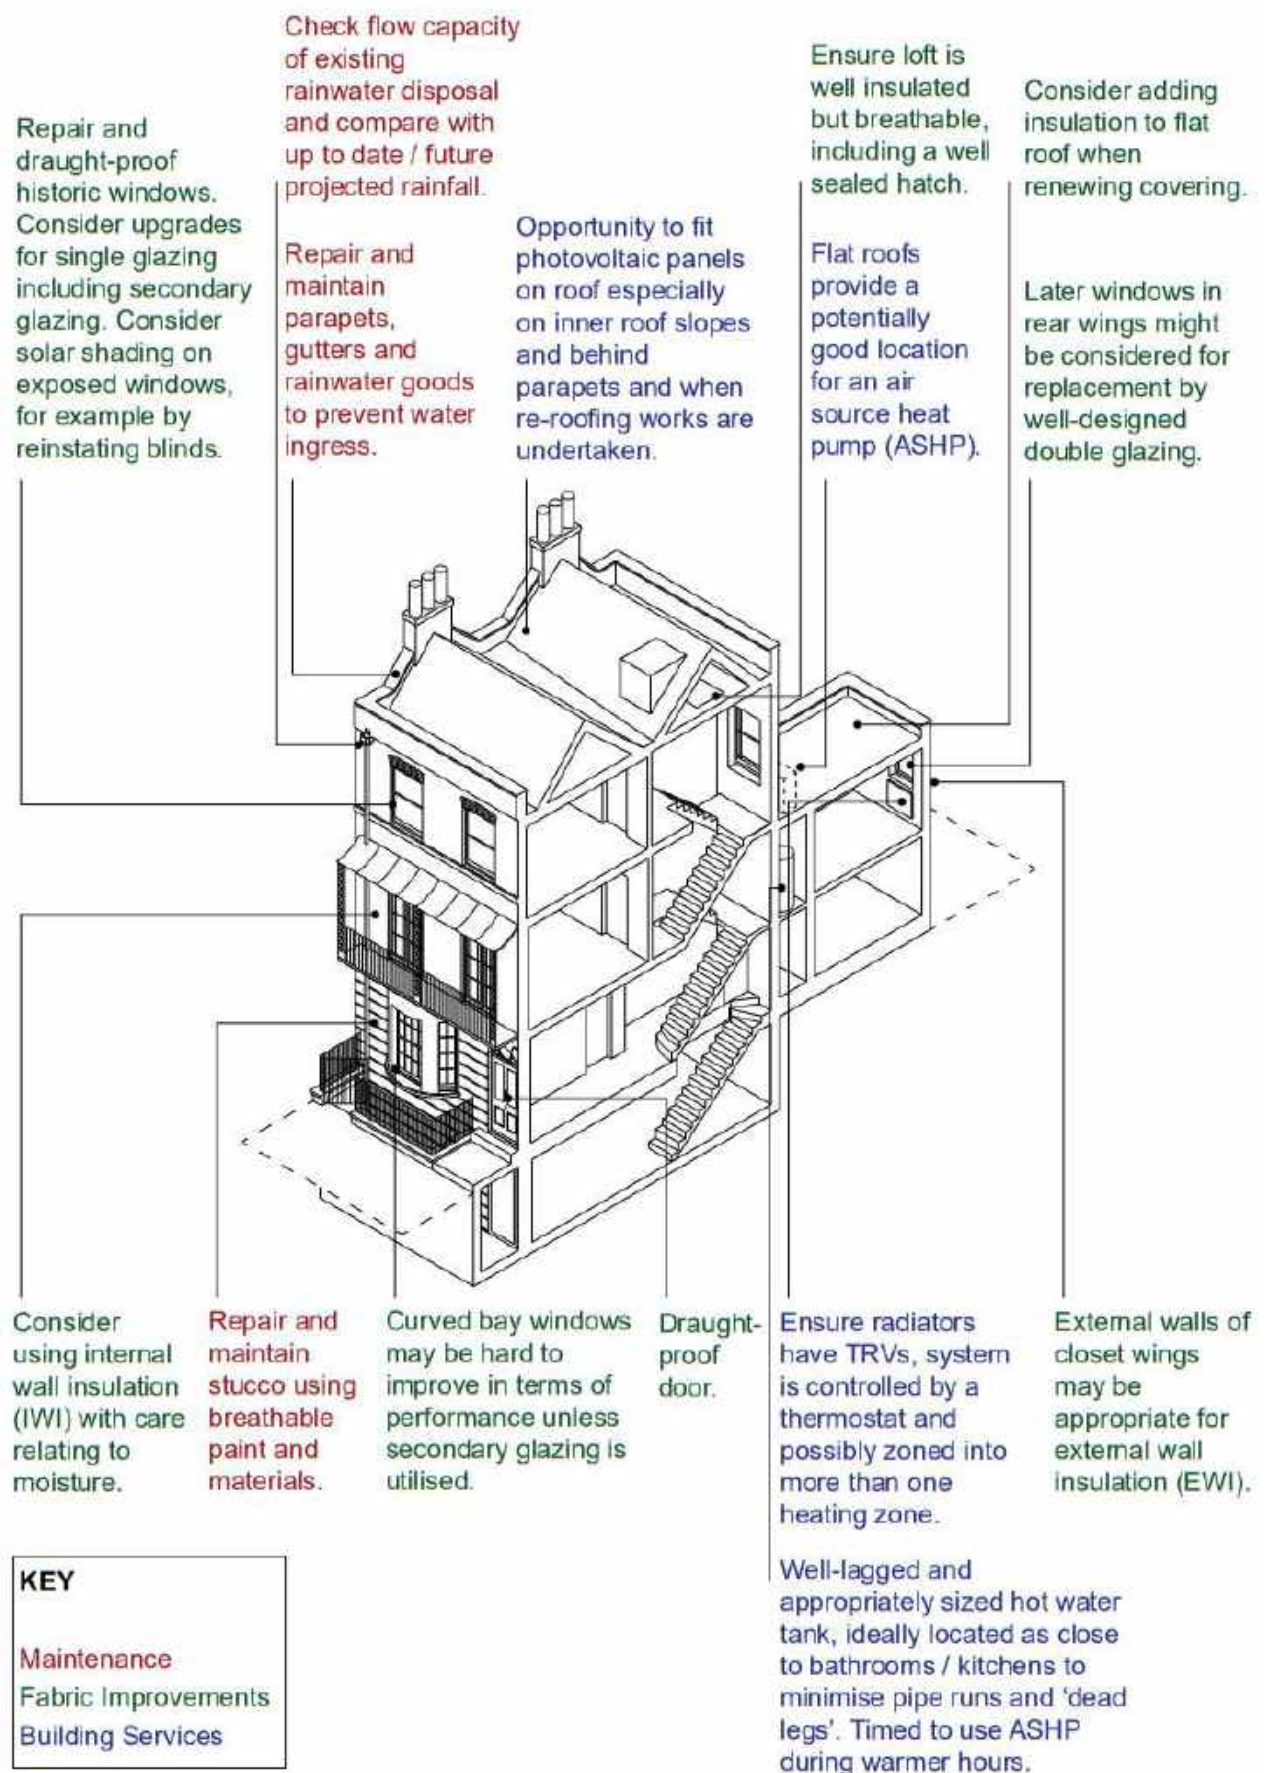 Check flow capacity
of existing
rainwater disposal
and compare with
up to date / future
projected rainfall.
Ensure loft is
well insulated
but breathable,
including a well
sealed hatch.
Consider adding
insulation to flat
roof when
renewing covering.
Repair and
draught-proof
historic windows.
Consider upgrades
for single glazing
including secondary
glazing. Consider
solar shading on
exposed windows,
for example by
reinstating blinds.
Repair and
maintain
parapets,
gutters and
rainwater goods
to prevent water
ingress.
Opportunity to fit
photovoltaic panels
on roof especially
on inner roof slopes
and behind
parapets and when
re-roofing works are
undertaken.
Flat roofs
provide a
potentially
good location
for an air
source heat
pump (ASHP).
Later windows in
rear wings might
be considered for
replacement by
well-designed
double glazing.
Consider
using internal
wall insulation
(IWI) with care
relating to
moisture.
Repair and
maintain
stucco using
breathable
paint and
materials.
Curved bay windows
may be hard to
improve in terms of
performance unless
secondary glazing is
utilised.
Draught-
proof
door.
Ensure radiators
have TRVs, system
is controlled by a
thermostat and
possibly zoned into
more than one
heating zone.
External walls of
closet wings
may be
appropriate for
external wall
insulation (EWI).
Well-lagged and
appropriately sized hot water
tank, ideally located as close
to bathrooms / kitchens to
minimise pipe runs and ‘dead
legs’. Timed to use ASHP
during warmer hours.
KEY
Maintenance
Fabric Improvements
Building Services